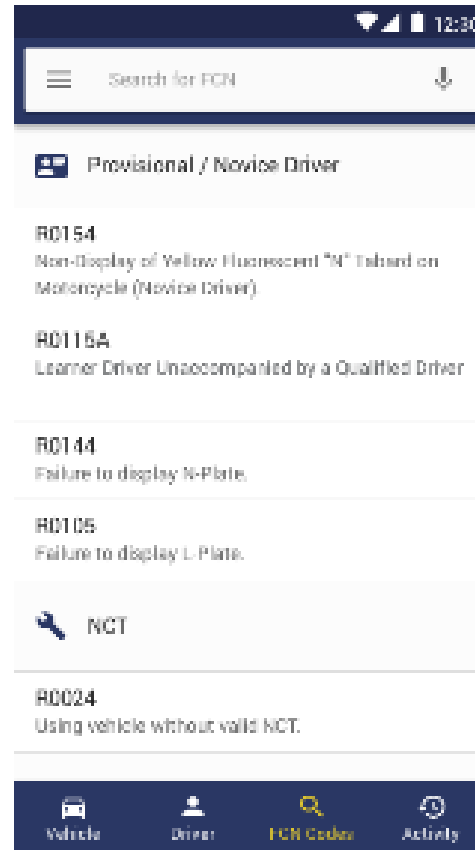 12:30
Search for FCN
Provisional / Novice Driver
R0154
Non-Display of Yellow Fluorescent "N" Tabard on
Motorcycle (Novice Driver).
R0115A
Learner Driver Unaccompanied by a Qualified Driver
R0144
Failure to display N-Plate.
R0105
Failure to display L-Plate.
NCT
R0024
Using vehicle without valid NCT.
Vehicle
Driver
FCN Codes
Activity